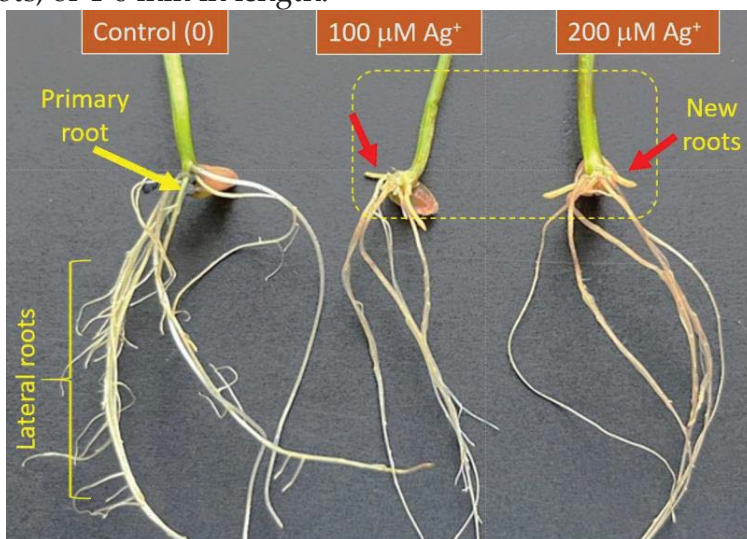 Control (0)
100 µM Ag⁺
200 µM Ag⁺
Primary
root
New
roots
Lateral roots